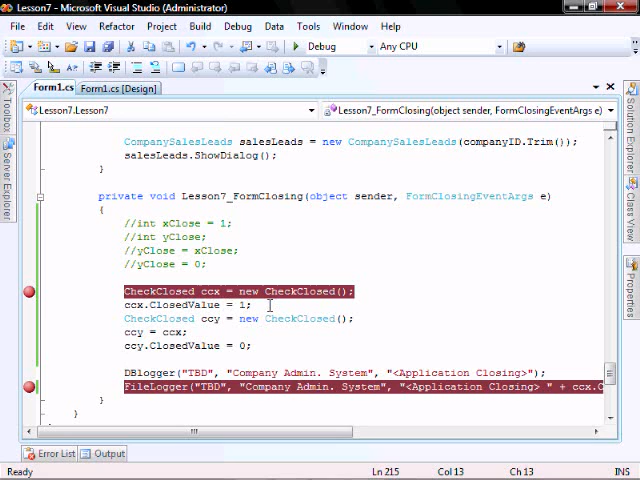 Lesson7 - Microsoft Visual Studio (Administrator)
File Edit View Refactor Project Build Debug Data Tools Window Help
Debug Any CPU
Form1.cs Form1.cs [Design]
Lesson7.Lesson7 Lesson7_FormClosing(object sender, FormClosingEventArgs e)
Toolbox
Server Explorer
CompanySalesLeads salesLeads = new CompanySalesLeads(companyID.Trim());
salesLeads.ShowDialog();
}
private void Lesson7_FormClosing(object sender, FormClosingEventArgs e)
{
//int xClose = 1;
//int yClose;
//yClose = xClose;
//yClose = 0;
CheckClosed ccx = new CheckClosed();
ccx.ClosedValue = 1;
CheckClosed ccy = new CheckClosed();
ccy = ccx;
ccy.ClosedValue = 0;
DBlogger("TBD", "Company Admin. System", "<Application Closing>");
FileLogger("TBD", "Company Admin. System", "<Application Closing> " + ccx.C
}
}
Solution Explorer
Class View
Properties
Error List Output
Ready Ln 215 Col 13 Ch 13 INS